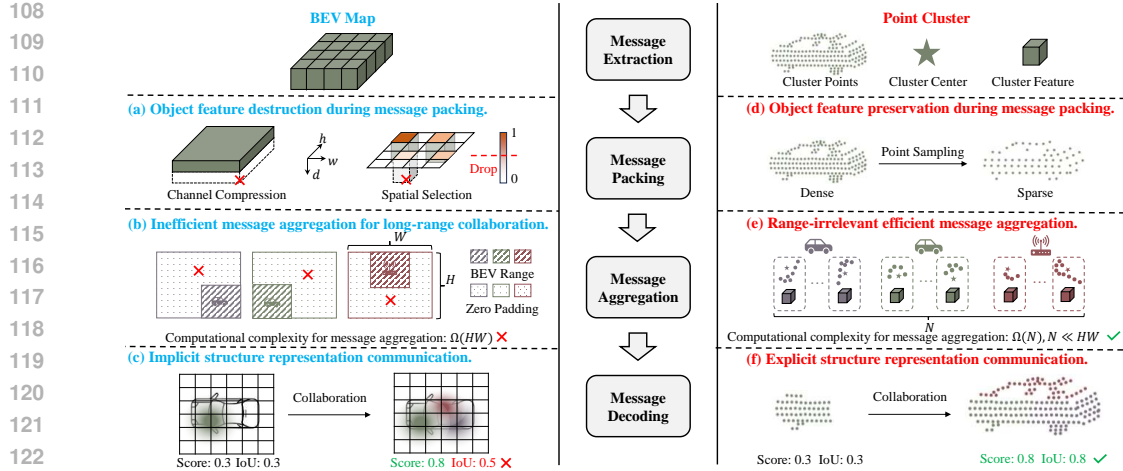 108
109
110
111
112
113
114
115
116
117
118
119
120
121
122
BEV Map
(a) Object feature destruction during message packing.
h
w
d
1
Drop
0
Channel Compression
Spatial Selection
(b) Inefficient message aggregation for long-range collaboration.
W
H
BEV Range
Zero Padding
Computational complexity for message aggregation: Ω(HW)
(c) Implicit structure representation communication.
Collaboration
Score: 0.3 IoU: 0.3
Score: 0.8 IoU: 0.5
Message
Extraction
Message
Packing
Message
Aggregation
Message
Decoding
Point Cluster
Cluster Points
Cluster Center
Cluster Feature
(d) Object feature preservation during message packing.
Point Sampling
Dense
Sparse
(e) Range-irrelevant efficient message aggregation.
... ... ...
N
Computational complexity for message aggregation: Ω(N), N ≪ HW
(f) Explicit structure representation communication.
Collaboration
Score: 0.3 IoU: 0.3
Score: 0.8 IoU: 0.8